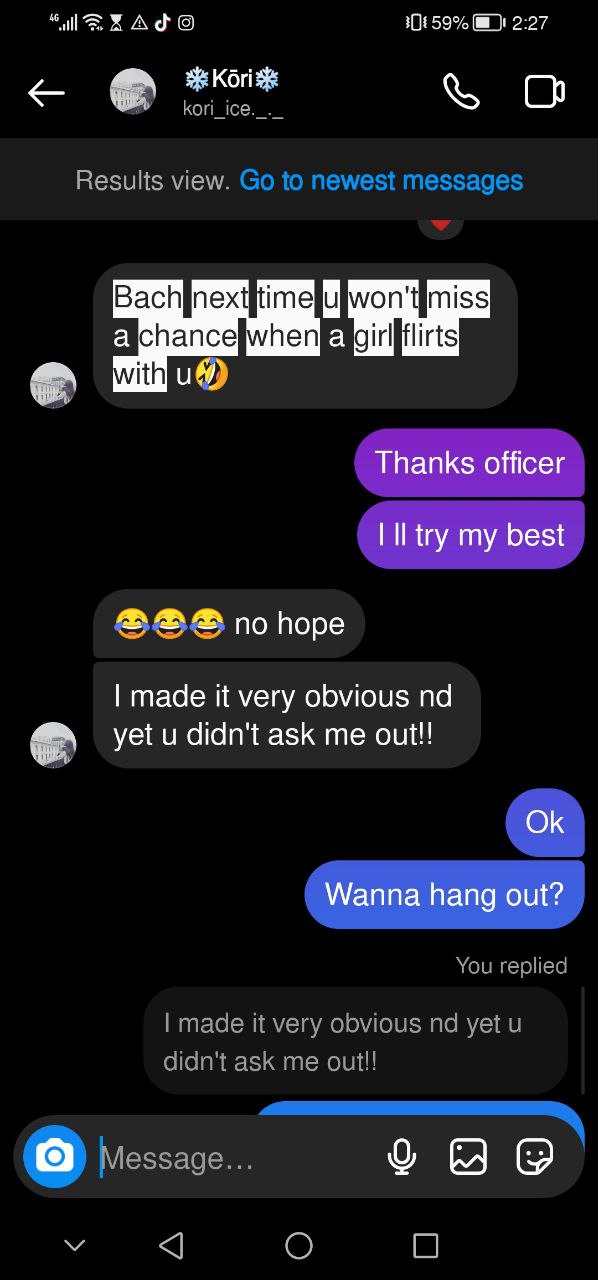 4G 59% 2:27
❄Kōri❄
kori_ice._._
Results view. Go to newest messages
Bach next time u won't miss
a chance when a girl flirts
with u🤣
Thanks officer
I ll try my best
😂😂😂 no hope
I made it very obvious nd
yet u didn't ask me out!!
Ok
Wanna hang out?
You replied
I made it very obvious nd yet u
didn't ask me out!!
Message...